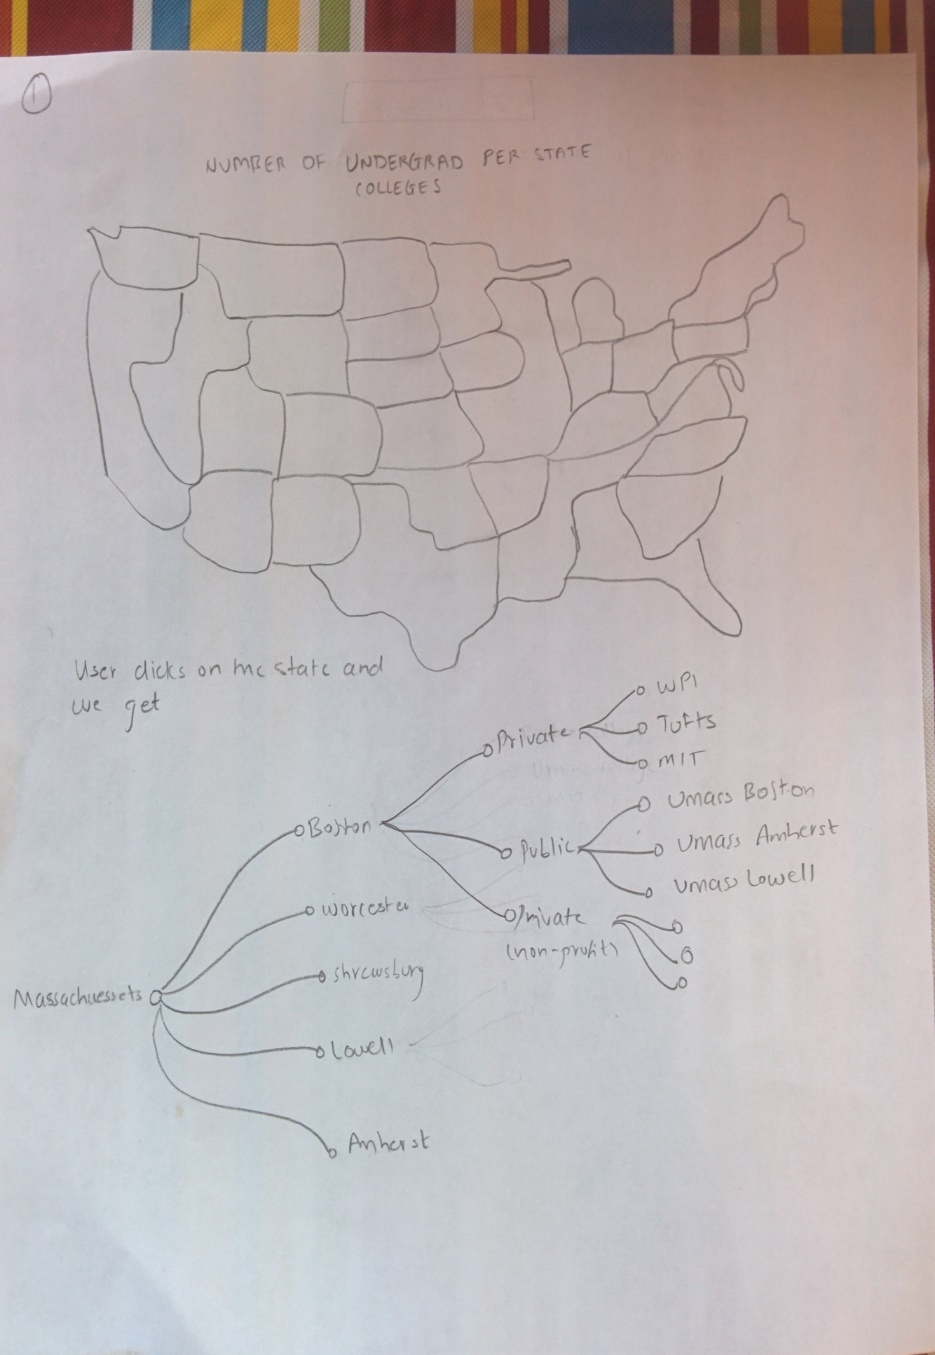 1
NUMBER OF UNDERGRAD PER STATE
COLLEGES
User clicks on the state and
we get
Massachuessets
Boston
Worcester
Shrewsbury
Lowell
Amherst
Private
WPI
Tufts
MIT
Public
Umass Boston
Umass Amherst
Umass Lowell
Private
(non-profit)